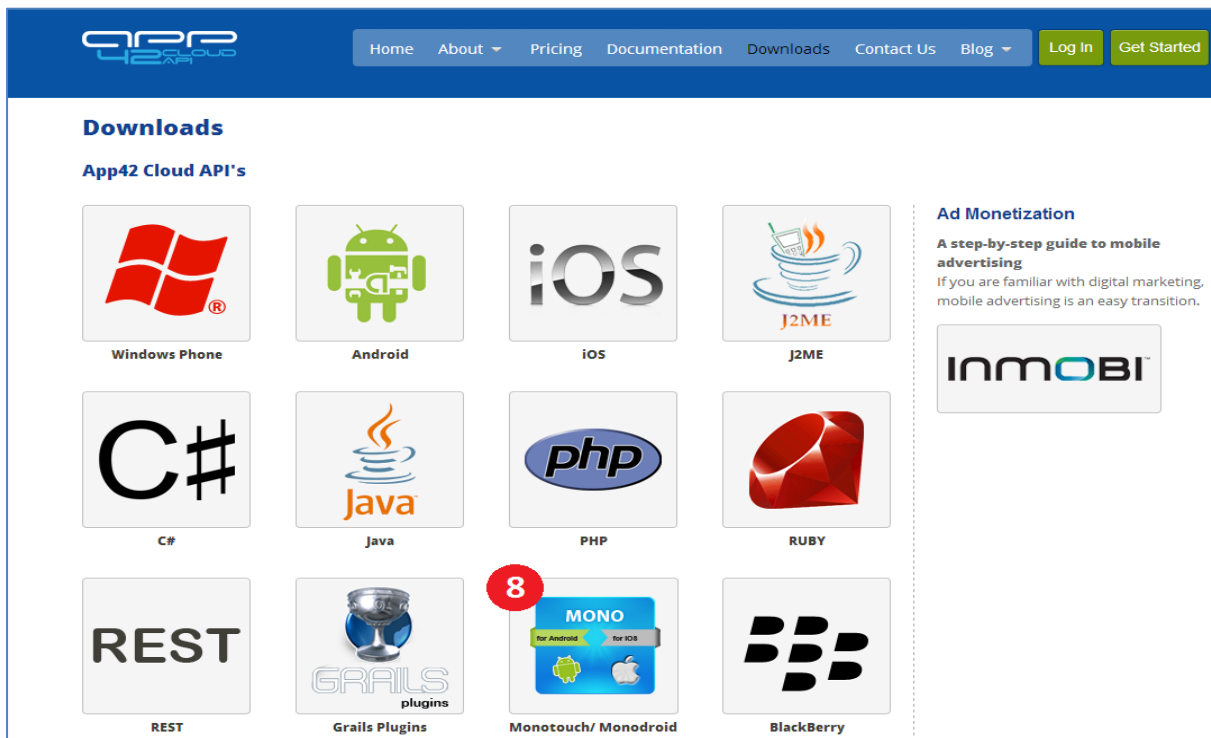 app
42 CLOUD
API
Home About Pricing Documentation Downloads Contact Us Blog Log In Get Started
Downloads
App42 Cloud API's
Ad Monetization
A step-by-step guide to mobile
advertising
If you are familiar with digital marketing,
mobile advertising is an easy transition.
INMOBI™
®
iOS
J2ME
Windows Phone Android iOS J2ME
C#
Java
php
C# Java PHP RUBY
8
REST
GRAILS
plugins
MONO
for Android for IOS
REST Grails Plugins Monotouch/ Monodroid BlackBerry